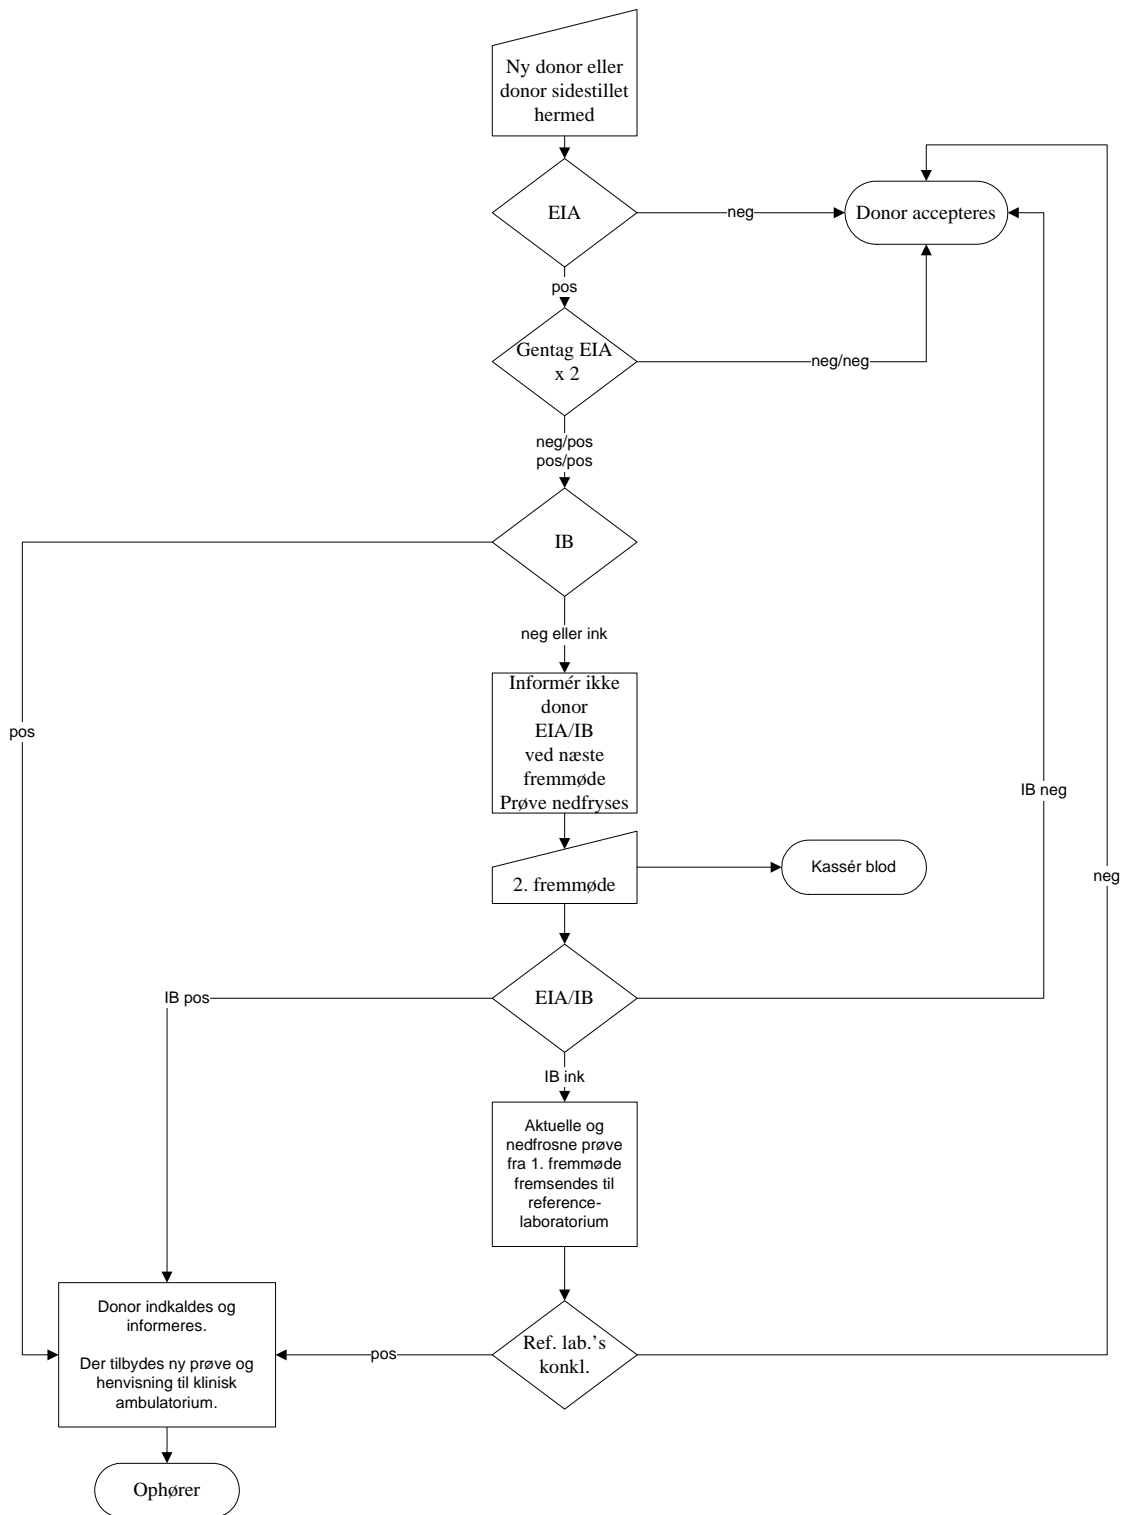 Ny donor eller
donor sidestillet
hermed
EIA
neg
Donor accepteres
pos
Gentag EIA
x 2
neg/neg
neg/pos
pos/pos
IB
neg eller ink
pos
Informér ikke
donor
EIA/IB
ved næste
fremmøde
Prøve nedfryses
IB neg
2. fremmøde
Kassér blod
neg
EIA/IB
IB pos
IB ink
Aktuelle og
nedfrosne prøve
fra 1. fremmøde
fremsendes til
reference-
laboratorium
Donor indkaldes og
informeres.
Der tilbydes ny prøve og
henvisning til klinisk
ambulatorium.
pos
Ref. lab.'s
konkl.
Ophører